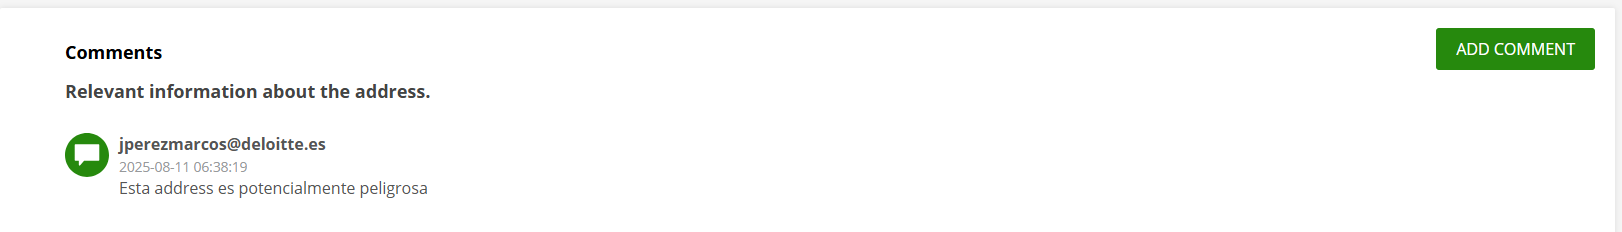 Comments
ADD COMMENT
Relevant information about the address.
jperezmarcos@deloitte.es
2025-08-11 06:38:19
Esta address es potencialmente peligrosa